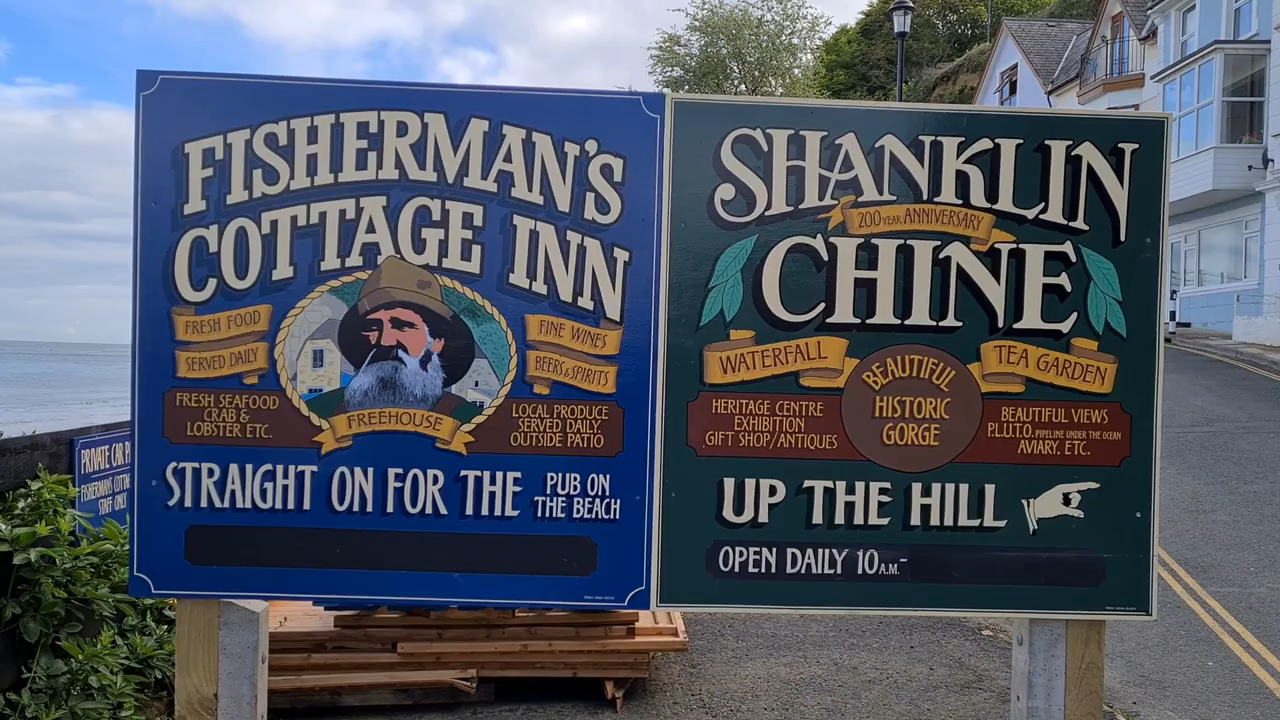 FISHERMAN'S
COTTAGE INN
FRESH FOOD
SERVED DAILY
FINE WINES
BEERS & SPIRITS
FRESH SEAFOOD
CRAB &
LOBSTER ETC.
FREEHOUSE
LOCAL PRODUCE
SERVED DAILY.
OUTSIDE PATIO
STRAIGHT ON FOR THE
PUB ON
THE BEACH
PRIVATE CAR P
FISHERMANS COTTAG
STAFF ONLY
SHANKLIN
200 YEAR ANNIVERSARY
CHINE
WATERFALL
BEAUTIFUL
HISTORIC
GORGE
TEA GARDEN
HERITAGE CENTRE
EXHIBITION
GIFT SHOP/ANTIQUES
BEAUTIFUL VIEWS
P.L.U.T.O. PIPELINE UNDER THE OCEAN
AVIARY, ETC.
UP THE HILL
OPEN DAILY 10 A.M.-